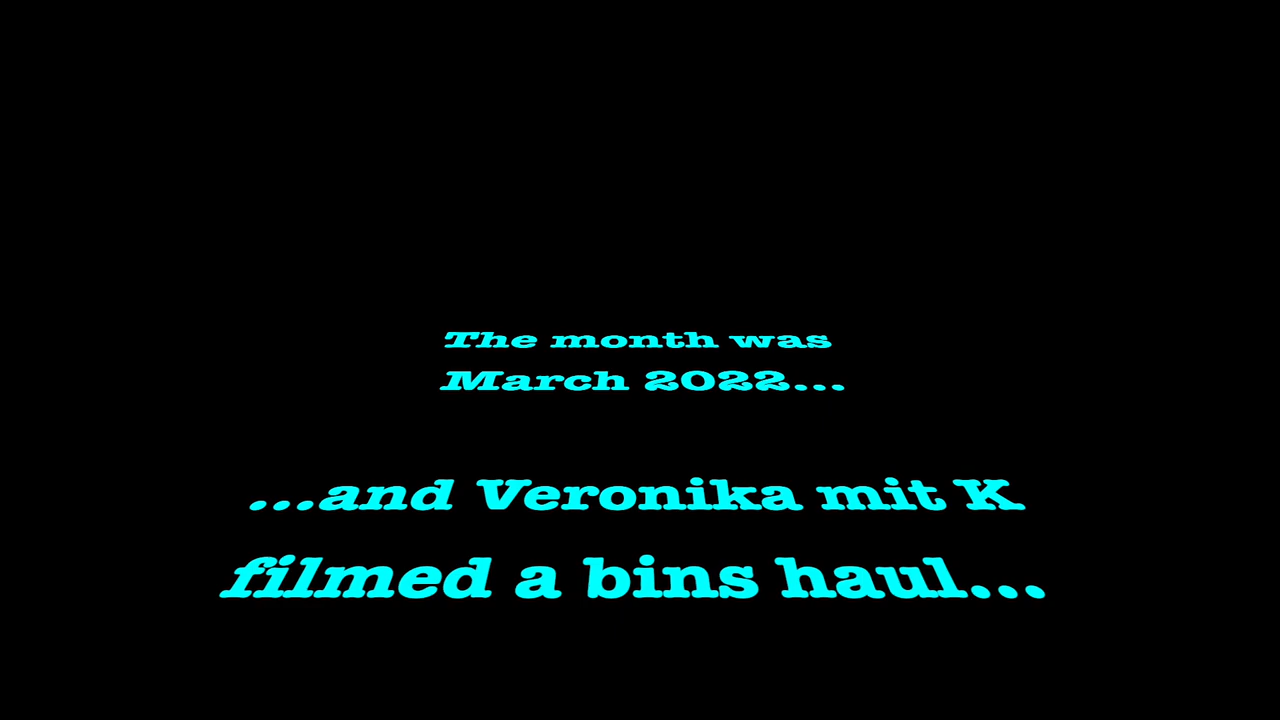 The month was
March 2022...
...and Veronika mit K
filmed a bins haul...